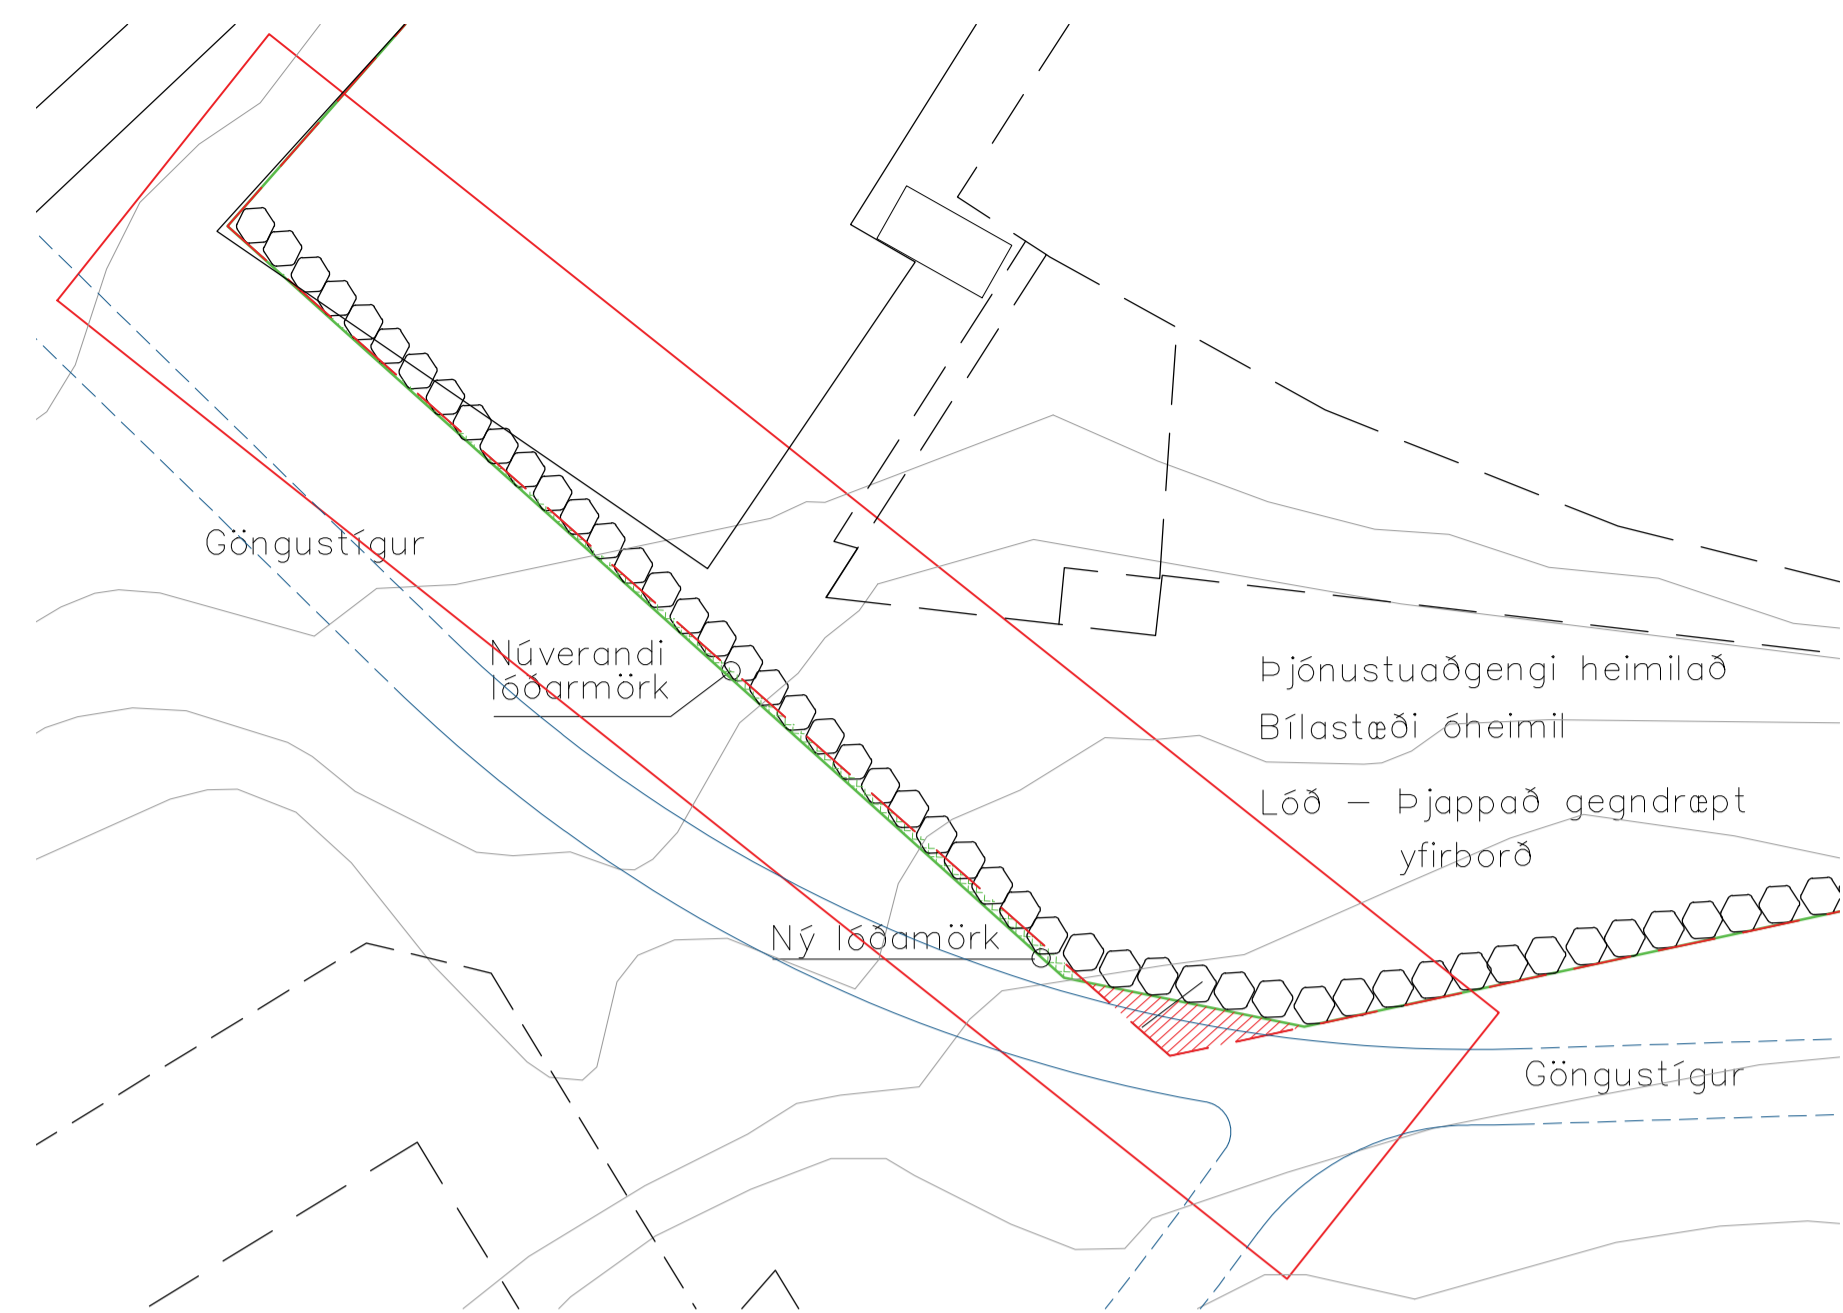 Göngustígur
Núverandi
lóðarmörk
Þjónustuaðgengi heimilað
Bílastæði óheimil
Lóð – Þjappað gegndræpt
yfirborð
Ný lóðamörk
Göngustígur